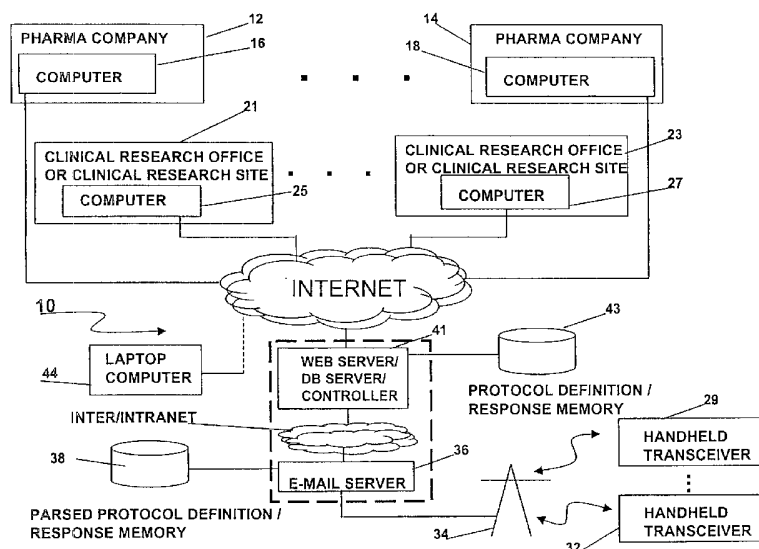 12
PHARMA COMPANY
16
COMPUTER
14
PHARMA COMPANY
18
COMPUTER
21
CLINICAL RESEARCH OFFICE
OR CLINICAL RESEARCH SITE
COMPUTER
25
23
CLINICAL RESEARCH OFFICE
OR CLINICAL RESEARCH SITE
COMPUTER
27
INTERNET
10
41
43
LAPTOP
COMPUTER
44
WEB SERVER/
DB SERVER/
CONTROLLER
PROTOCOL DEFINITION /
RESPONSE MEMORY
29
HANDHELD
TRANSCEIVER
INTER/INTRANET
38
36
E-MAIL SERVER
PARSED PROTOCOL DEFINITION /
RESPONSE MEMORY
34
HANDHELD
TRANSCEIVER
32